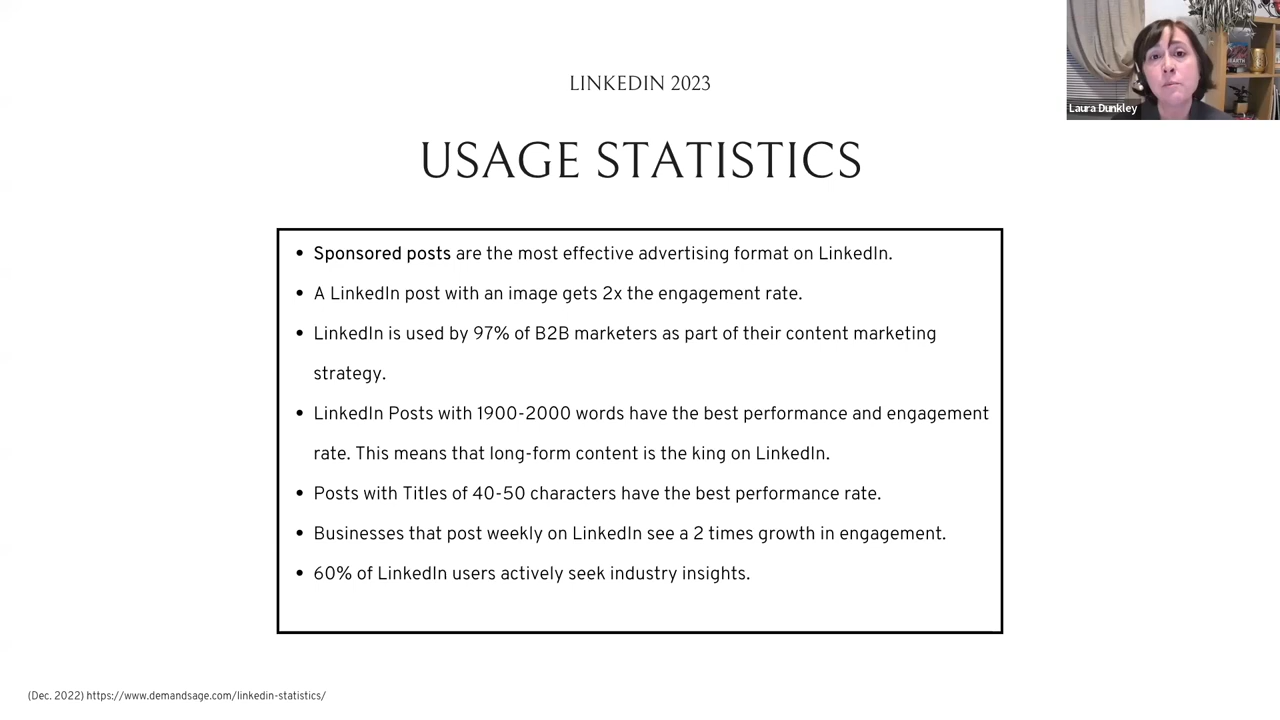 LINKEDIN 2023
Laura Dunkley
USAGE STATISTICS
• Sponsored posts are the most effective advertising format on LinkedIn.
• A LinkedIn post with an image gets 2x the engagement rate.
• LinkedIn is used by 97% of B2B marketers as part of their content marketing
strategy.
• LinkedIn Posts with 1900-2000 words have the best performance and engagement
rate. This means that long-form content is the king on LinkedIn.
• Posts with Titles of 40-50 characters have the best performance rate.
• Businesses that post weekly on LinkedIn see a 2 times growth in engagement.
• 60% of LinkedIn users actively seek industry insights.
(Dec. 2022) https://www.demandsage.com/linkedin-statistics/